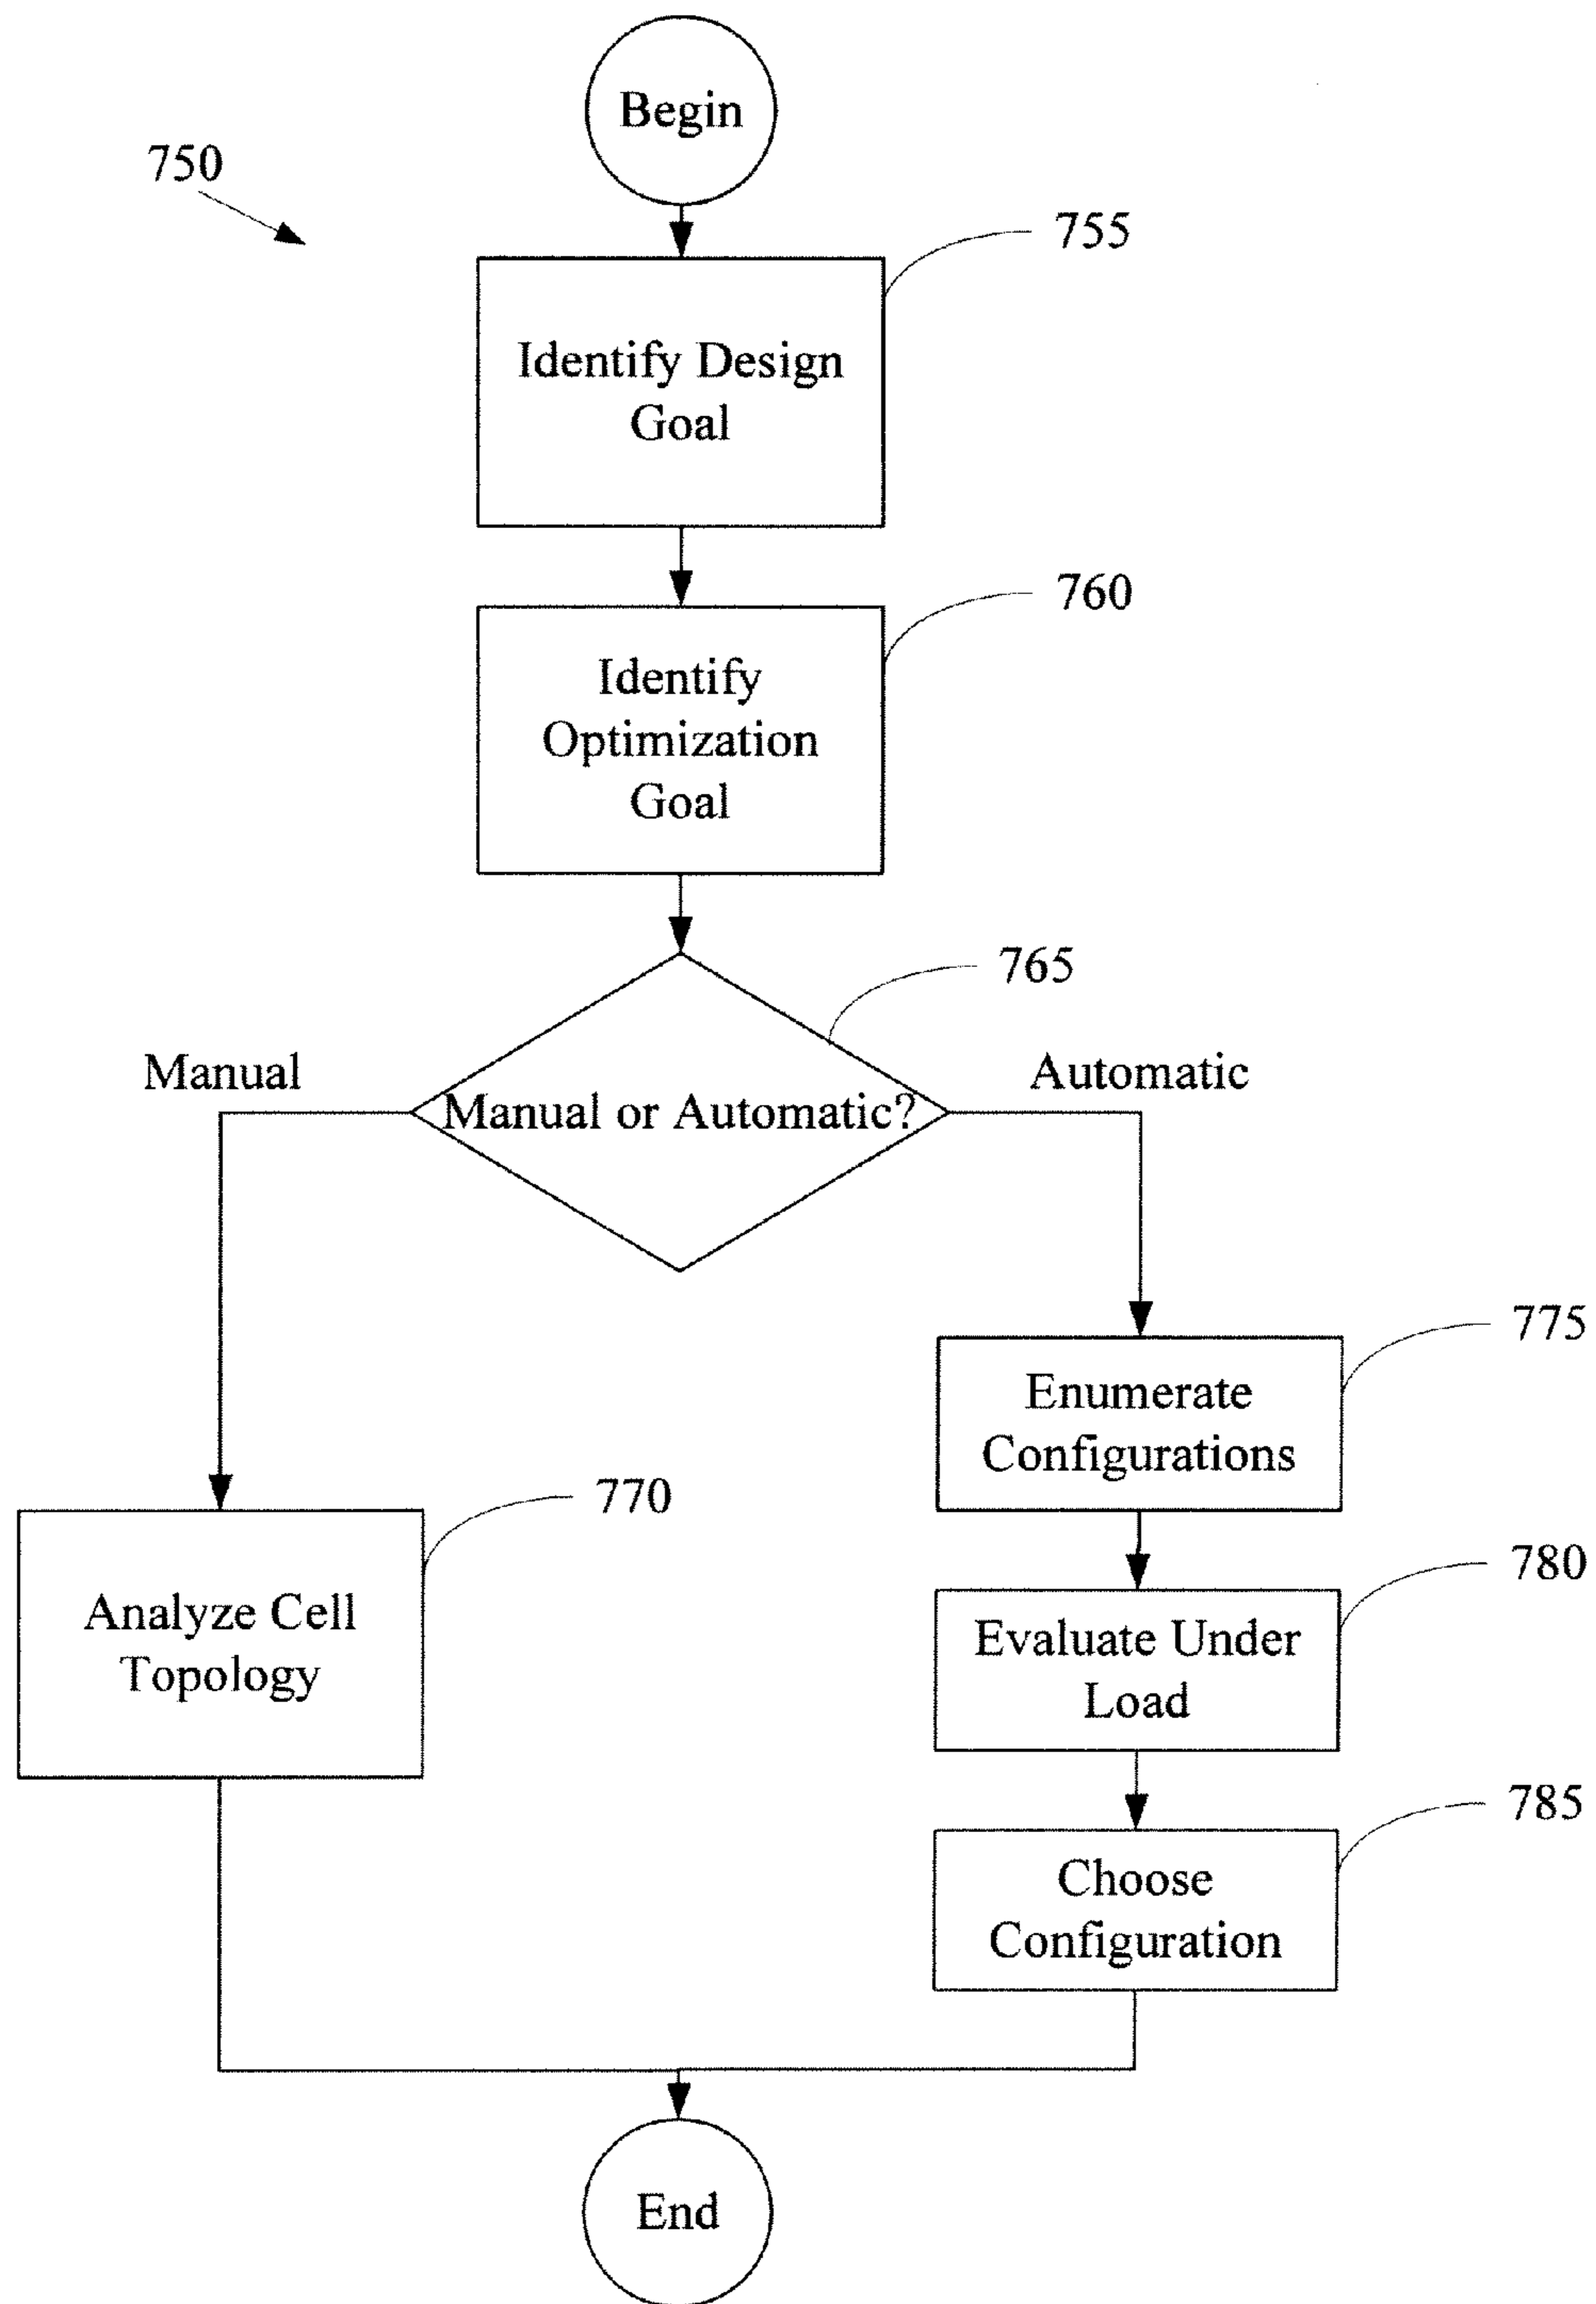 Begin
750
755
Identify Design
Goal
760
Identify
Optimization
Goal
765
Manual
Manual or Automatic?
Automatic
775
Enumerate
Configurations
770
Analyze Cell
Topology
780
Evaluate Under
Load
785
Choose
Configuration
End